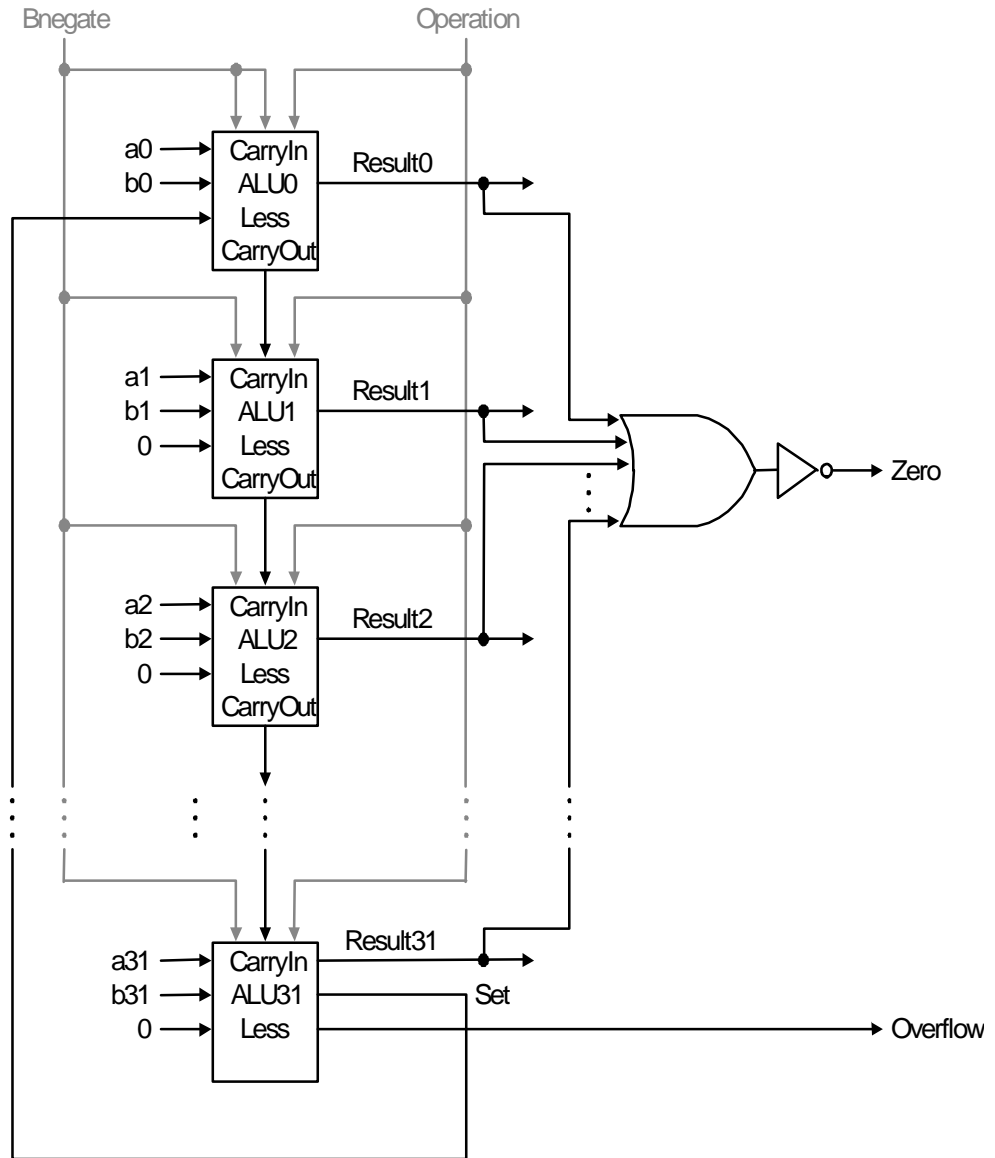 Bnegate
Operation
a0
b0
CarryIn
ALU0
Less
CarryOut
Result0
a1
b1
0
CarryIn
ALU1
Less
CarryOut
Result1
Zero
a2
b2
0
CarryIn
ALU2
Less
CarryOut
Result2
a31
b31
0
CarryIn
ALU31
Less
Result31
Set
Overflow